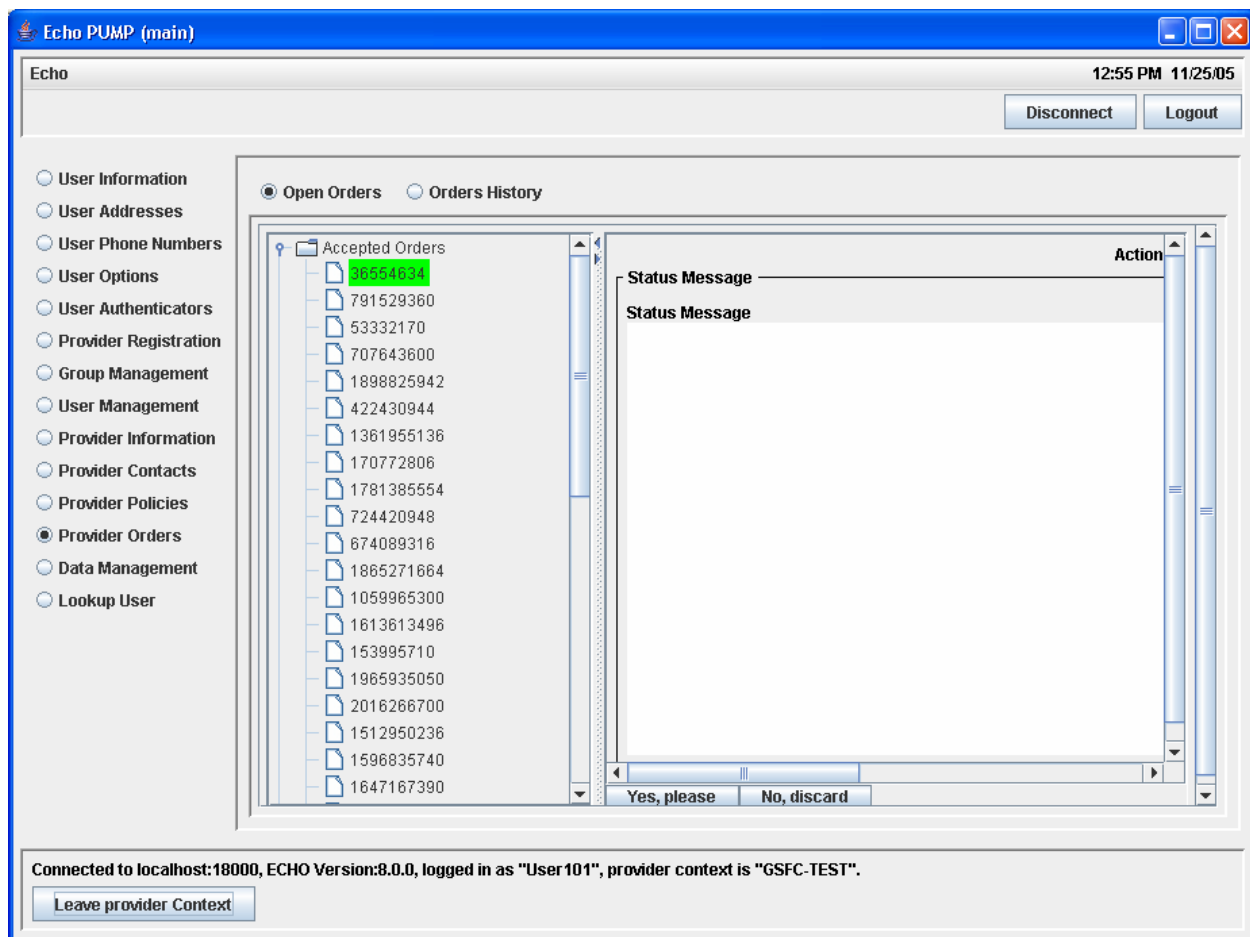 Echo PUMP (main)
Echo
12:55 PM 11/25/05
Disconnect
Logout
User Information
User Addresses
User Phone Numbers
User Options
User Authenticators
Provider Registration
Group Management
User Management
Provider Information
Provider Contacts
Provider Policies
Provider Orders
Data Management
Lookup User
Open Orders
Orders History
Accepted Orders
36554634
791529360
53332170
707643600
1898825942
422430944
1361955136
170772806
1781385554
724420948
674089316
1865271664
1059965300
1613613496
153995710
1965935050
2016266700
1512950236
1596835740
1647167390
Action
Status Message
Status Message
Yes, please
No, discard
Connected to localhost:18000, ECHO Version:8.0.0, logged in as "User101", provider context is "GSFC-TEST".
Leave provider Context